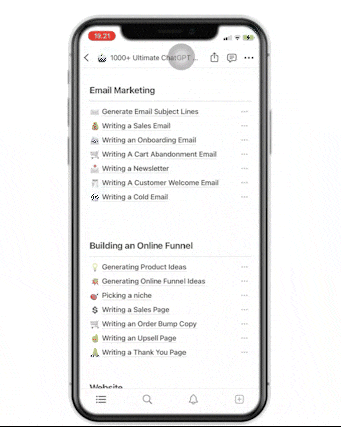 19:21
1000+ Ultimate ChatGPT ...
Email Marketing
Generate Email Subject Lines
Writing a Sales Email
Writing an Onboarding Email
Writing A Cart Abandonment Email
Writing a Newsletter
Writing A Customer Welcome Email
Writing a Cold Email
Building an Online Funnel
Generating Product Ideas
Generating Online Funnel Ideas
Picking a niche
Writing a Sales Page
Writing an Order Bump Copy
Writing an Upsell Page
Writing a Thank You Page
Website